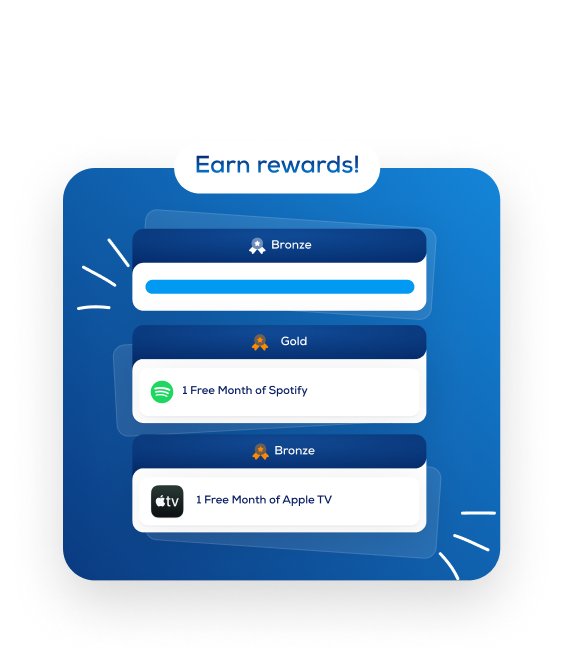 Earn rewards!
Bronze
Gold
1 Free Month of Spotify
Bronze
tv
1 Free Month of Apple TV